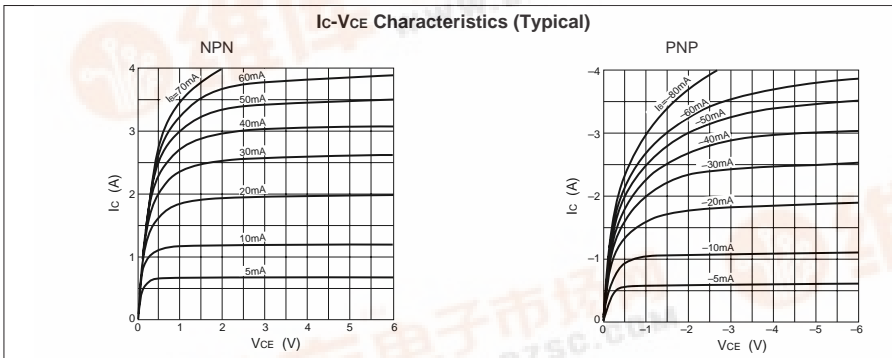 Ic-VCE Characteristics (Typical)
NPN
PNP
IB=70mA
60mA
50mA
40mA
30mA
20mA
10mA
5mA
4
3
2
1
0
0 1 2 3 4 5 6
IC (A)
VCE (V)
IB=–80mA
–60mA
–50mA
–40mA
–30mA
–20mA
–10mA
–5mA
–4
–3
–2
–1
0
0 –1 –2 –3 –4 –5 –6
IC (A)
VCE (V)